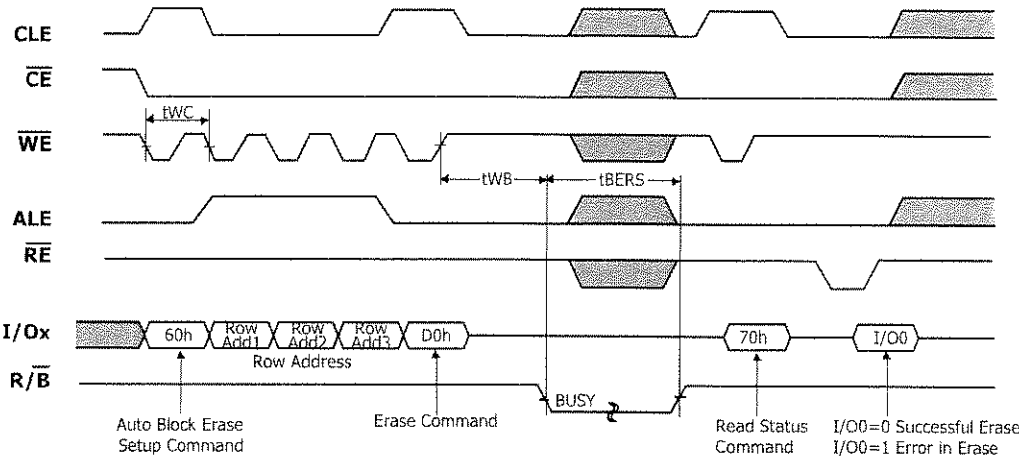 CLE
CE
tWC
WE
tWB
tBERS
ALE
RE
I/Ox
60h
Row Add1
Row Add2
Row Add3
D0h
70h
I/O0
Row Address
R/B
BUSY
Auto Block Erase
Setup Command
Erase Command
Read Status
Command
I/O0=0 Successful Erase
I/O0=1 Error in Erase